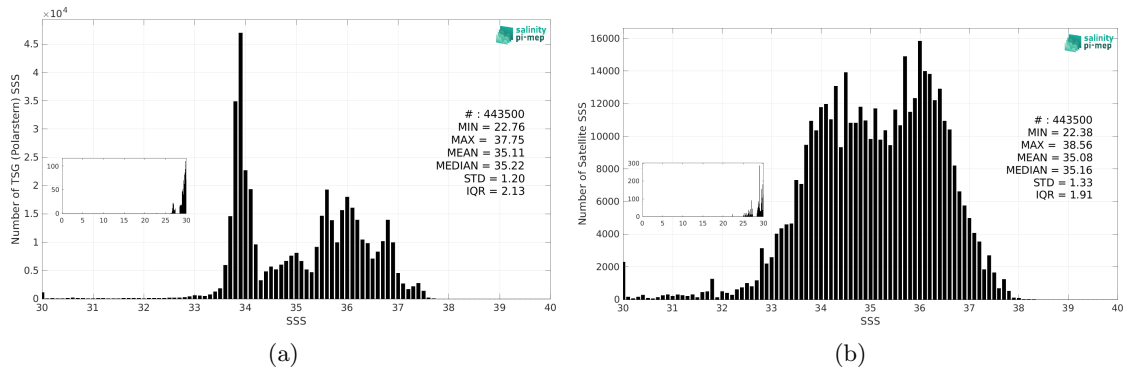 ×10⁴
4.5
4
3.5
3
2.5
2
1.5
1
0.5
0
Number of TSG (Polarstern) SSS
30 31 32 33 34 35 36 37 38 39 40
SSS
salinity
pi-mep
# : 443500
MIN = 22.76
MAX = 37.75
MEAN = 35.11
MEDIAN = 35.22
STD = 1.20
IQR = 2.13
100
50
0
0 5 10 15 20 25 30
(a)
16000
14000
12000
10000
8000
6000
4000
2000
0
Number of Satellite SSS
30 31 32 33 34 35 36 37 38 39 40
SSS
salinity
pi-mep
# : 443500
MIN = 22.38
MAX = 38.56
MEAN = 35.08
MEDIAN = 35.16
STD = 1.33
IQR = 1.91
300
200
100
0
0 5 10 15 20 25 30
(b)